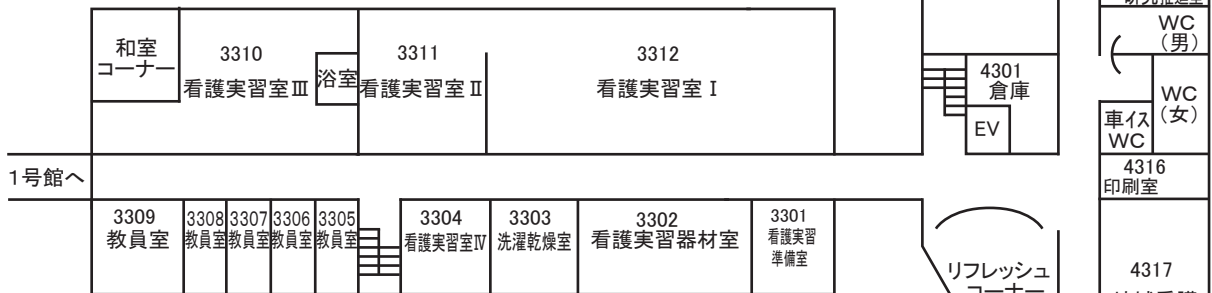 和室
コーナー
3310
看護実習室Ⅲ
浴室
3311
看護実習室Ⅱ
3312
看護実習室Ⅰ
4301
倉庫
EV
WC
（男）
WC
（女）
車イス
WC
4316
印刷室
1号館へ
3309
教員室
3308
教員室
3307
教員室
3306
教員室
3305
教員室
3304
看護実習室Ⅳ
3303
洗濯乾燥室
3302
看護実習器材室
3301
看護実習
準備室
リフレッシュ
コーナー
4317